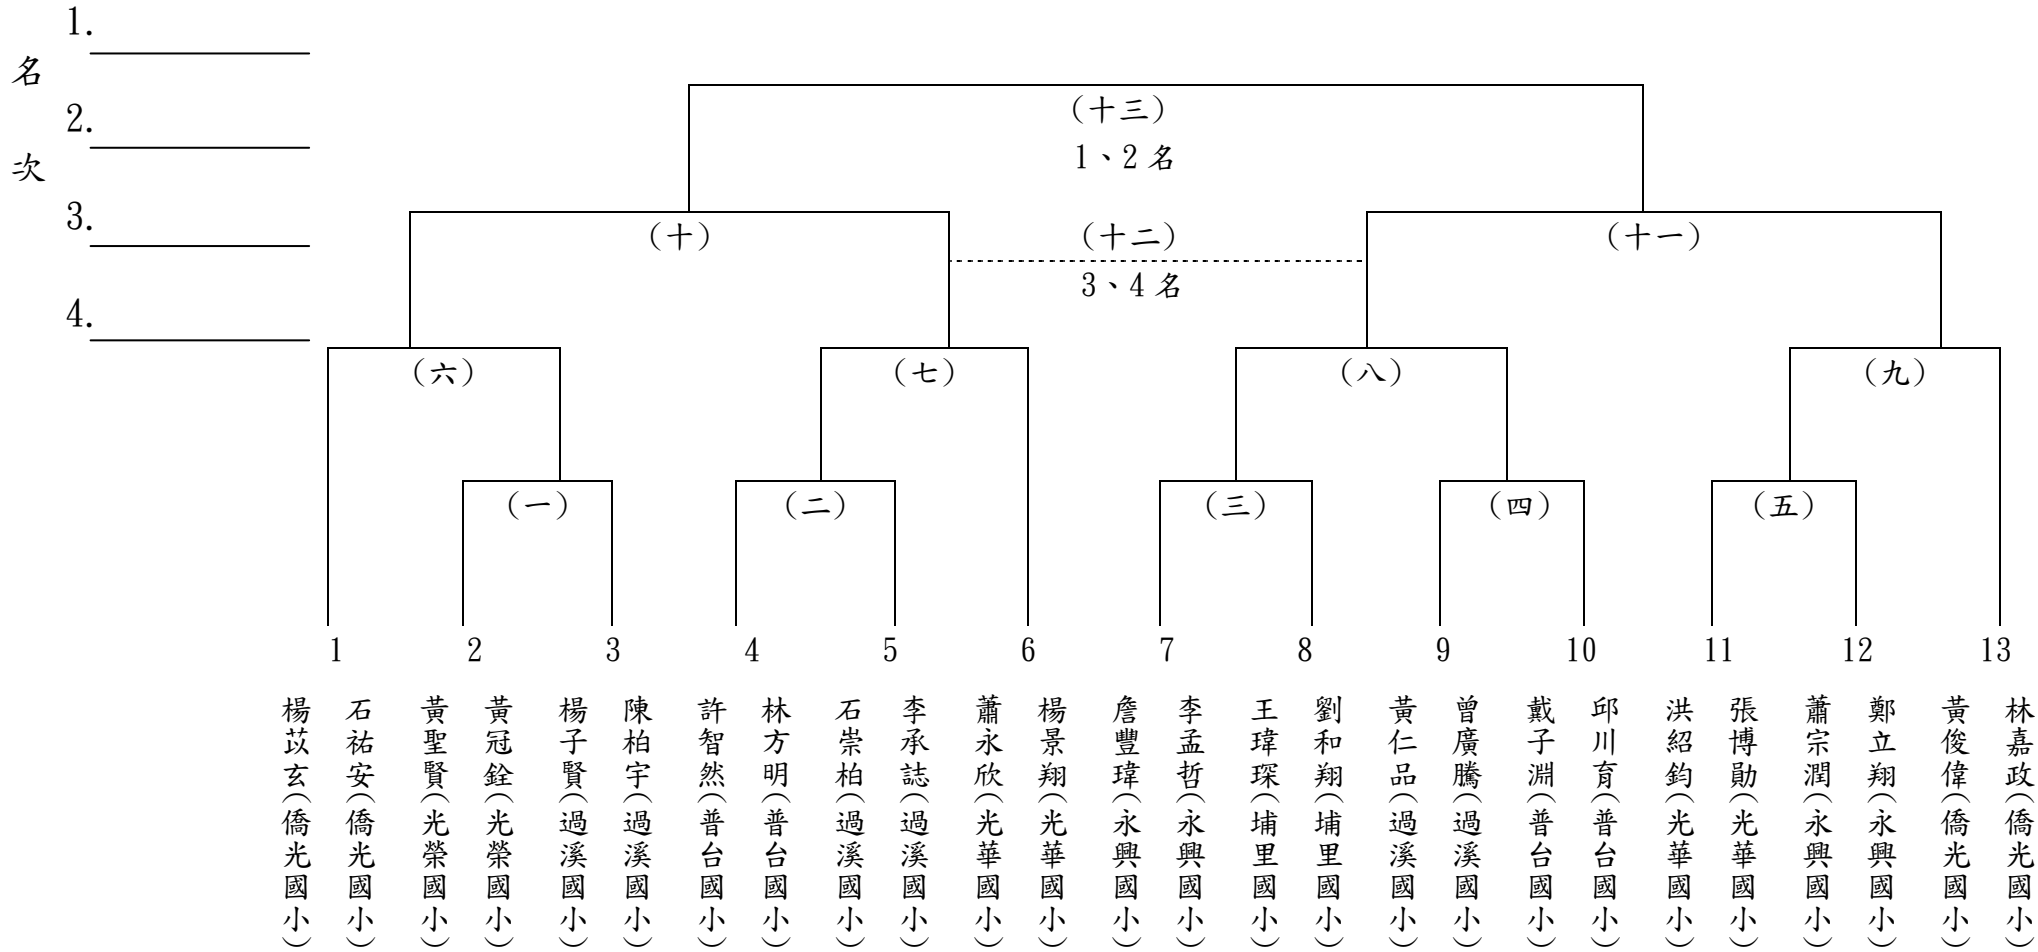 名次
1.
2.
3.
4.
（十三）
1、2名
（十）
（十二）
（十一）
3、4名
（六）
（七）
（八）
（九）
（一）
（二）
（三）
（四）
（五）
1 2 3 4 5 6 7 8 9 10 11 12 13
楊苡玄(僑光國小)
石祐安(僑光國小)
黃聖賢(光榮國小)
黃冠銓(光榮國小)
楊子賢(過溪國小)
陳柏宇(過溪國小)
許智然(普台國小)
林方明(普台國小)
石崇柏(過溪國小)
李承誌(過溪國小)
蕭永欣(光華國小)
楊景翔(光華國小)
詹豐瑋(永興國小)
李孟哲(永興國小)
王瑋琛(埔里國小)
劉和翔(埔里國小)
黃仁品(過溪國小)
曾廣騰(過溪國小)
戴子淵(普台國小)
邱川育(普台國小)
洪紹鈞(光華國小)
張博勛(光華國小)
蕭宗潤(永興國小)
鄭立翔(永興國小)
黃俊偉(僑光國小)
林嘉政(僑光國小)